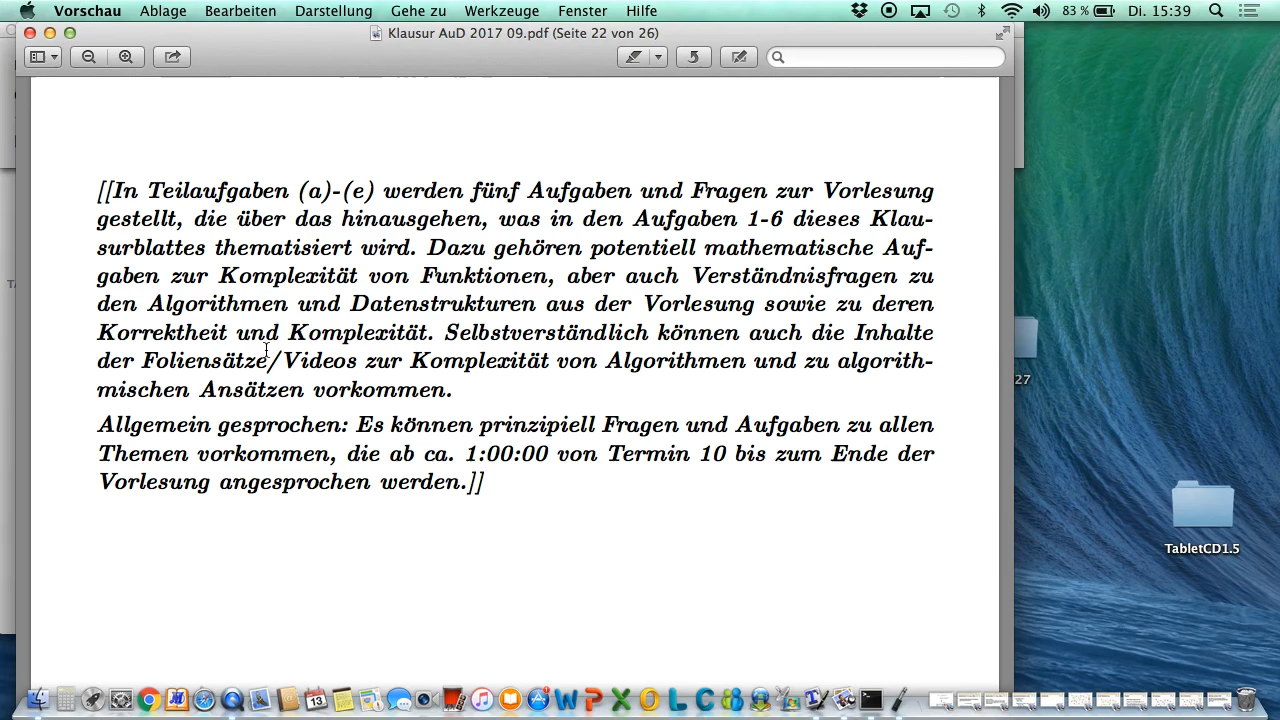 Vorschau Ablage Bearbeiten Darstellung Gehe zu Werkzeuge Fenster Hilfe 83 % Di. 15:39
Klausur AuD 2017 09.pdf (Seite 22 von 26)
[[In Teilaufgaben (a)-(e) werden fünf Aufgaben und Fragen zur Vorlesung
gestellt, die über das hinausgehen, was in den Aufgaben 1-6 dieses Klau-
surblattes thematisiert wird. Dazu gehören potentiell mathematische Auf-
gaben zur Komplexität von Funktionen, aber auch Verständnisfragen zu
den Algorithmen und Datenstrukturen aus der Vorlesung sowie zu deren
Korrektheit und Komplexität. Selbstverständlich können auch die Inhalte
der Foliensätze/Videos zur Komplexität von Algorithmen und zu algorith-
mischen Ansätzen vorkommen.
Allgemein gesprochen: Es können prinzipiell Fragen und Aufgaben zu allen
Themen vorkommen, die ab ca. 1:00:00 von Termin 10 bis zum Ende der
Vorlesung angesprochen werden.]]
27
TabletCD1.5